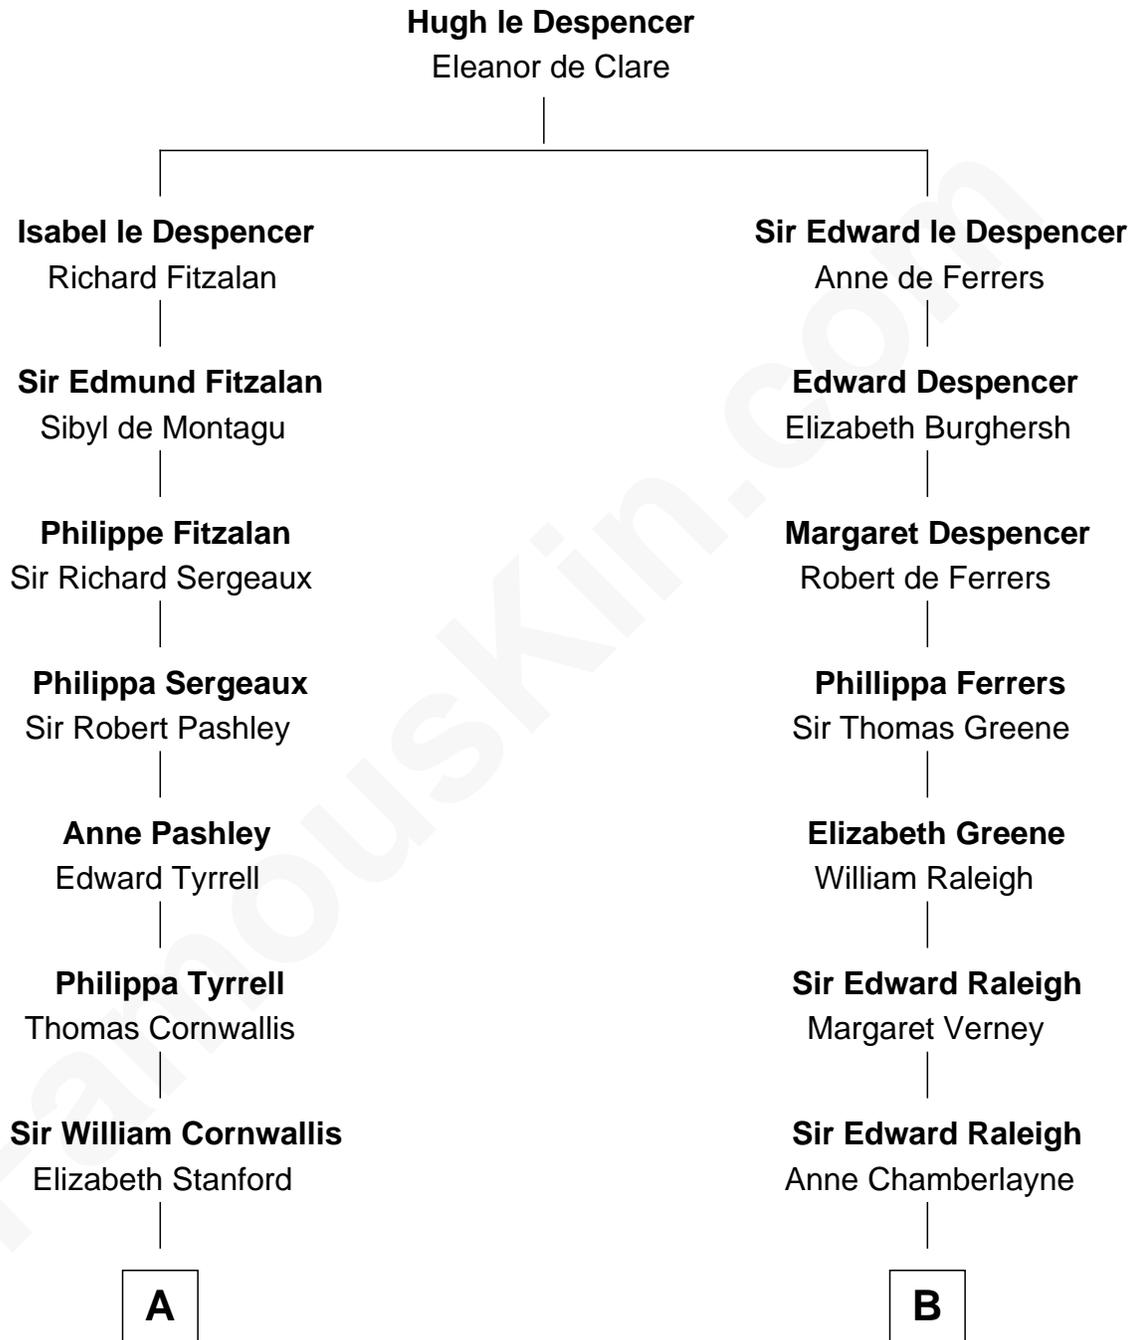 Hugh le Despencer
Eleanor de Clare
Isabel le Despencer
Richard Fitzalan
Sir Edward le Despencer
Anne de Ferrers
Sir Edmund Fitzalan
Sibyl de Montagu
Edward Despencer
Elizabeth Burghersh
Philippe Fitzalan
Sir Richard Sergeaux
Margaret Despencer
Robert de Ferrers
Philippa Sergeaux
Sir Robert Pashley
Phillippa Ferrers
Sir Thomas Greene
Anne Pashley
Edward Tyrrell
Elizabeth Greene
William Raleigh
Philippa Tyrrell
Thomas Cornwallis
Sir Edward Raleigh
Margaret Verney
Sir William Cornwallis
Elizabeth Stanford
Sir Edward Raleigh
Anne Chamberlayne
A
B
FamousKin.com